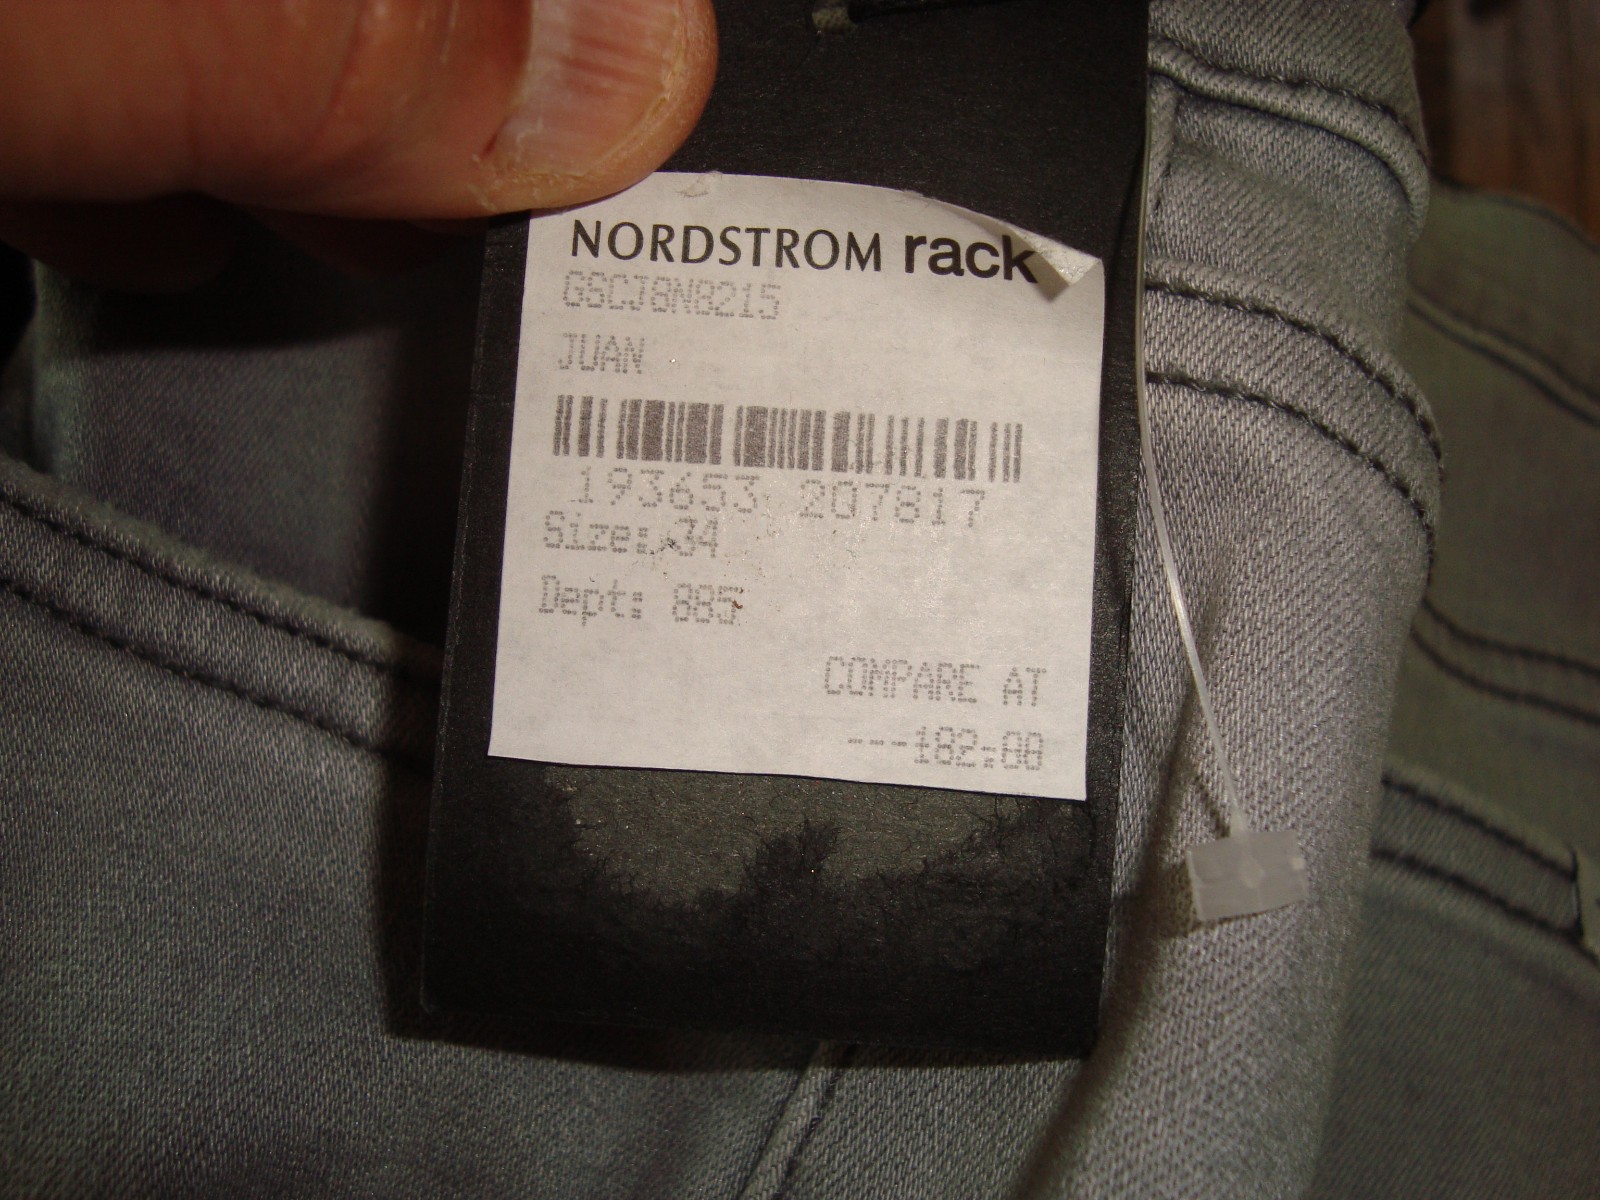 NORDSTROM rack
GSCJ8N8215
JUAN
193653 207817
Size: 34
Dept: 885
COMPARE AT
---182.00